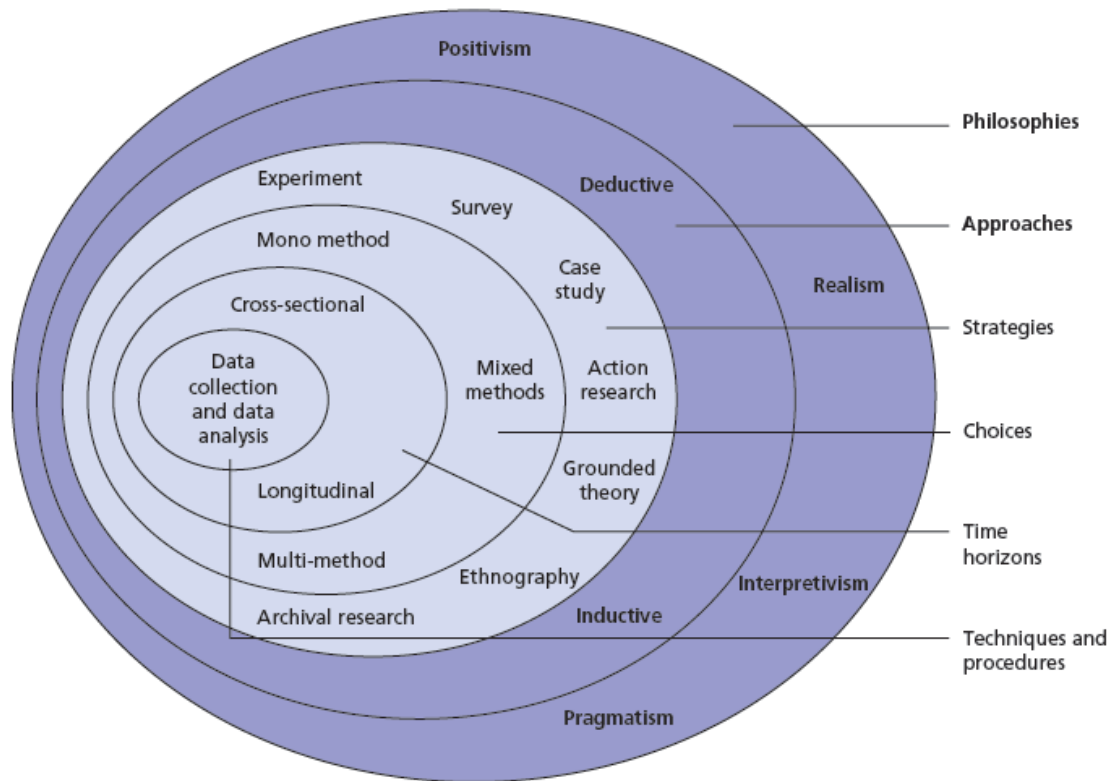 Positivism
Philosophies
Experiment
Deductive
Survey
Approaches
Mono method
Case
study
Realism
Cross-sectional
Strategies
Data
collection
and data
analysis
Mixed
methods
Action
research
Choices
Grounded
theory
Longitudinal
Time
horizons
Multi-method
Ethnography
Interpretivism
Archival research
Inductive
Techniques and
procedures
Pragmatism